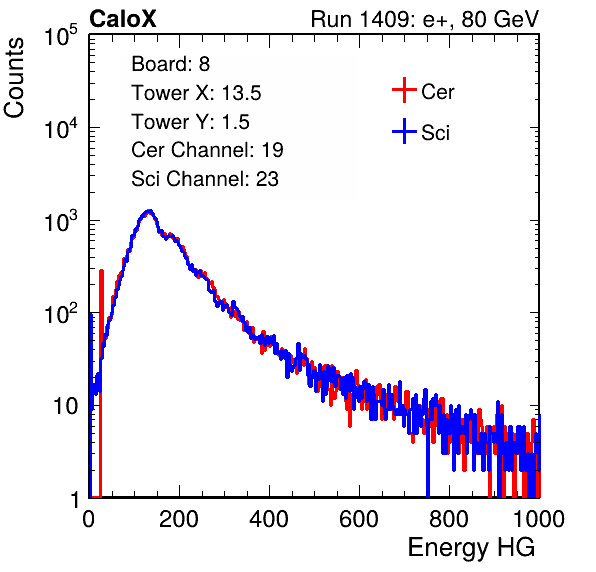 CaloX Run 1409: e+, 80 GeV
Counts
10^5
10^4
10^3
10^2
10
1
Board: 8
Tower X: 13.5
Tower Y: 1.5
Cer Channel: 19
Sci Channel: 23
Cer
Sci
0 200 400 600 800 1000
Energy HG